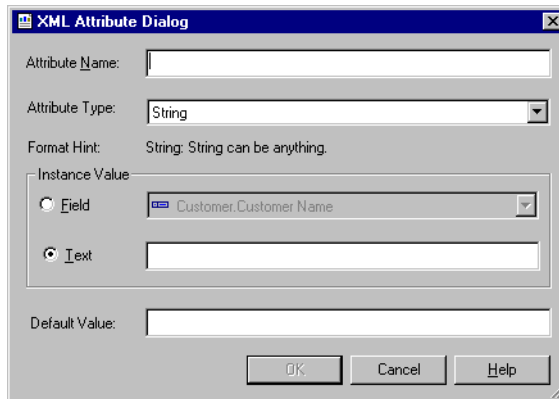 XML Attribute Dialog
Attribute Name:
Attribute Type: String
Format Hint: String: String can be anything.
Instance Value
Field Customer.Customer Name
Text
Default Value:
OK Cancel Help